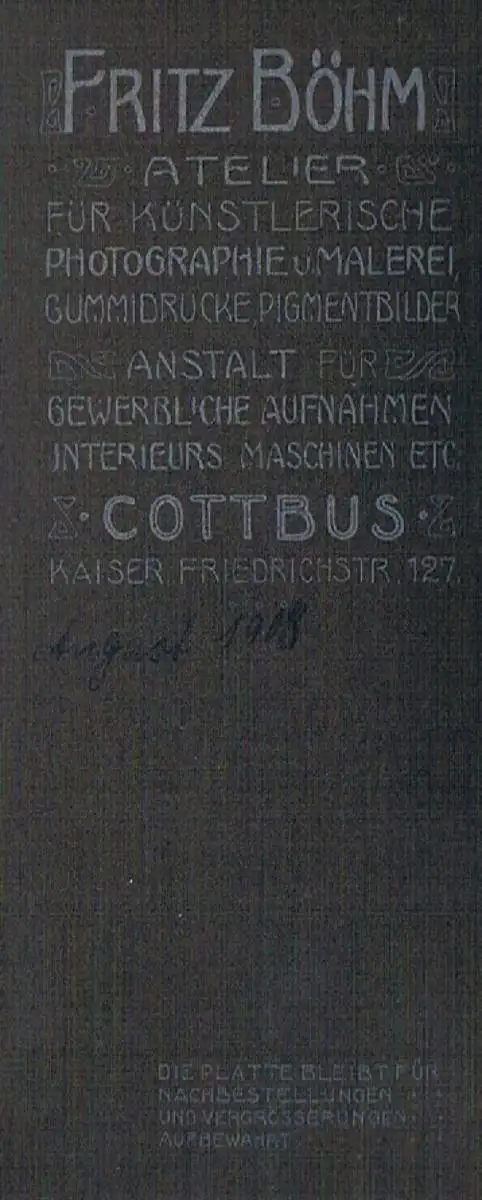 FRITZ BÖHM
ATELIER
FÜR KÜNSTLERISCHE
PHOTOGRAPHIE U. MALEREI,
GUMMIDRUCKE, PIGMENTBILDER
ANSTALT FÜR
GEWERBLICHE AUFNAHMEN
INTERIEURS MASCHINEN ETC.
COTTBUS
KAISER FRIEDRICHSTR. 127.
August 1908
DIE PLATTE BLEIBT FÜR
NACHBESTELLUNGEN
UND VERGRÖSSERUNGEN
AUFBEWAHRT